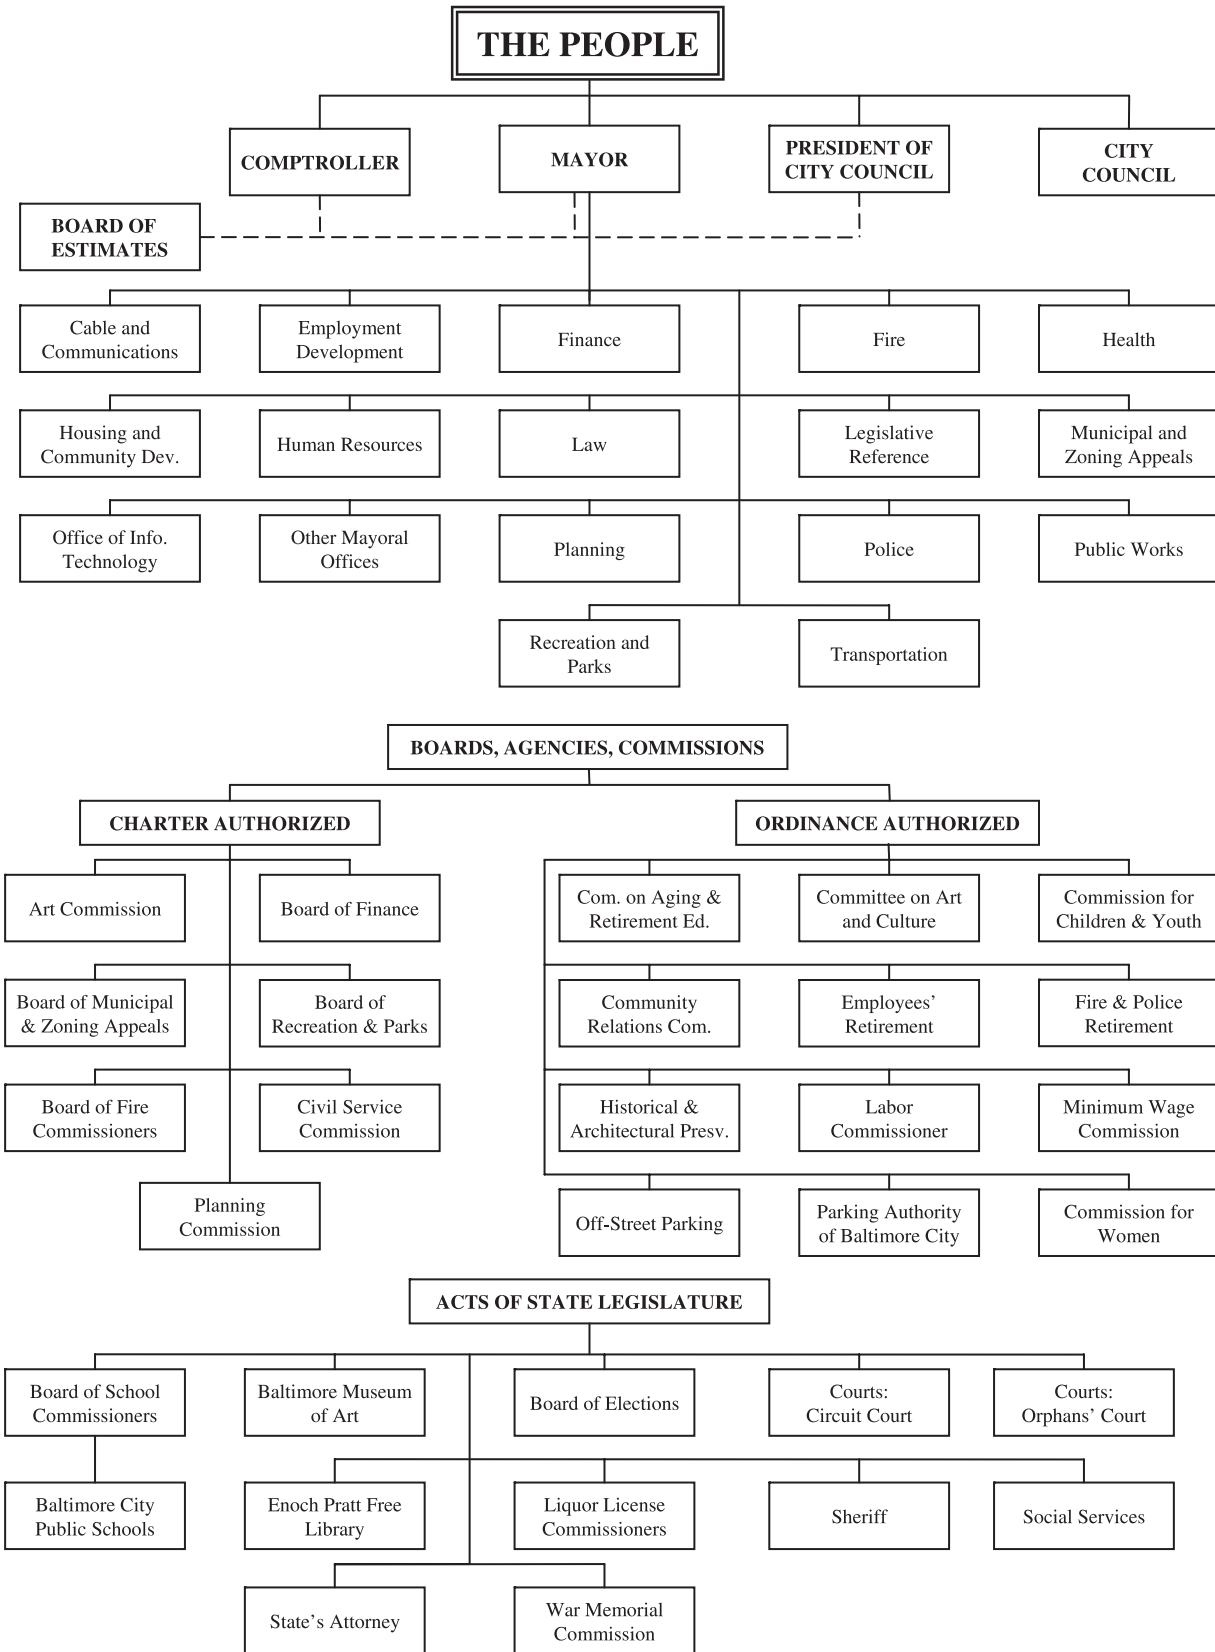 THE PEOPLE
COMPTROLLER
MAYOR
PRESIDENT OF
CITY COUNCIL
CITY
COUNCIL
BOARD OF
ESTIMATES
Cable and
Communications
Employment
Development
Finance
Fire
Health
Housing and
Community Dev.
Human Resources
Law
Legislative
Reference
Municipal and
Zoning Appeals
Office of Info.
Technology
Other Mayoral
Offices
Planning
Police
Public Works
Recreation and
Parks
Transportation
BOARDS, AGENCIES, COMMISSIONS
CHARTER AUTHORIZED
Art Commission
Board of Finance
Board of Municipal
& Zoning Appeals
Board of
Recreation & Parks
Board of Fire
Commissioners
Civil Service
Commission
Planning
Commission
ORDINANCE AUTHORIZED
Com. on Aging &
Retirement Ed.
Committee on Art
and Culture
Commission for
Children & Youth
Community
Relations Com.
Employees’
Retirement
Fire & Police
Retirement
Historical &
Architectural Presv.
Labor
Commissioner
Minimum Wage
Commission
Off-Street Parking
Parking Authority
of Baltimore City
Commission for
Women
ACTS OF STATE LEGISLATURE
Board of School
Commissioners
Baltimore Museum
of Art
Board of Elections
Courts:
Circuit Court
Courts:
Orphans’ Court
Baltimore City
Public Schools
Enoch Pratt Free
Library
Liquor License
Commissioners
Sheriff
Social Services
State’s Attorney
War Memorial
Commission